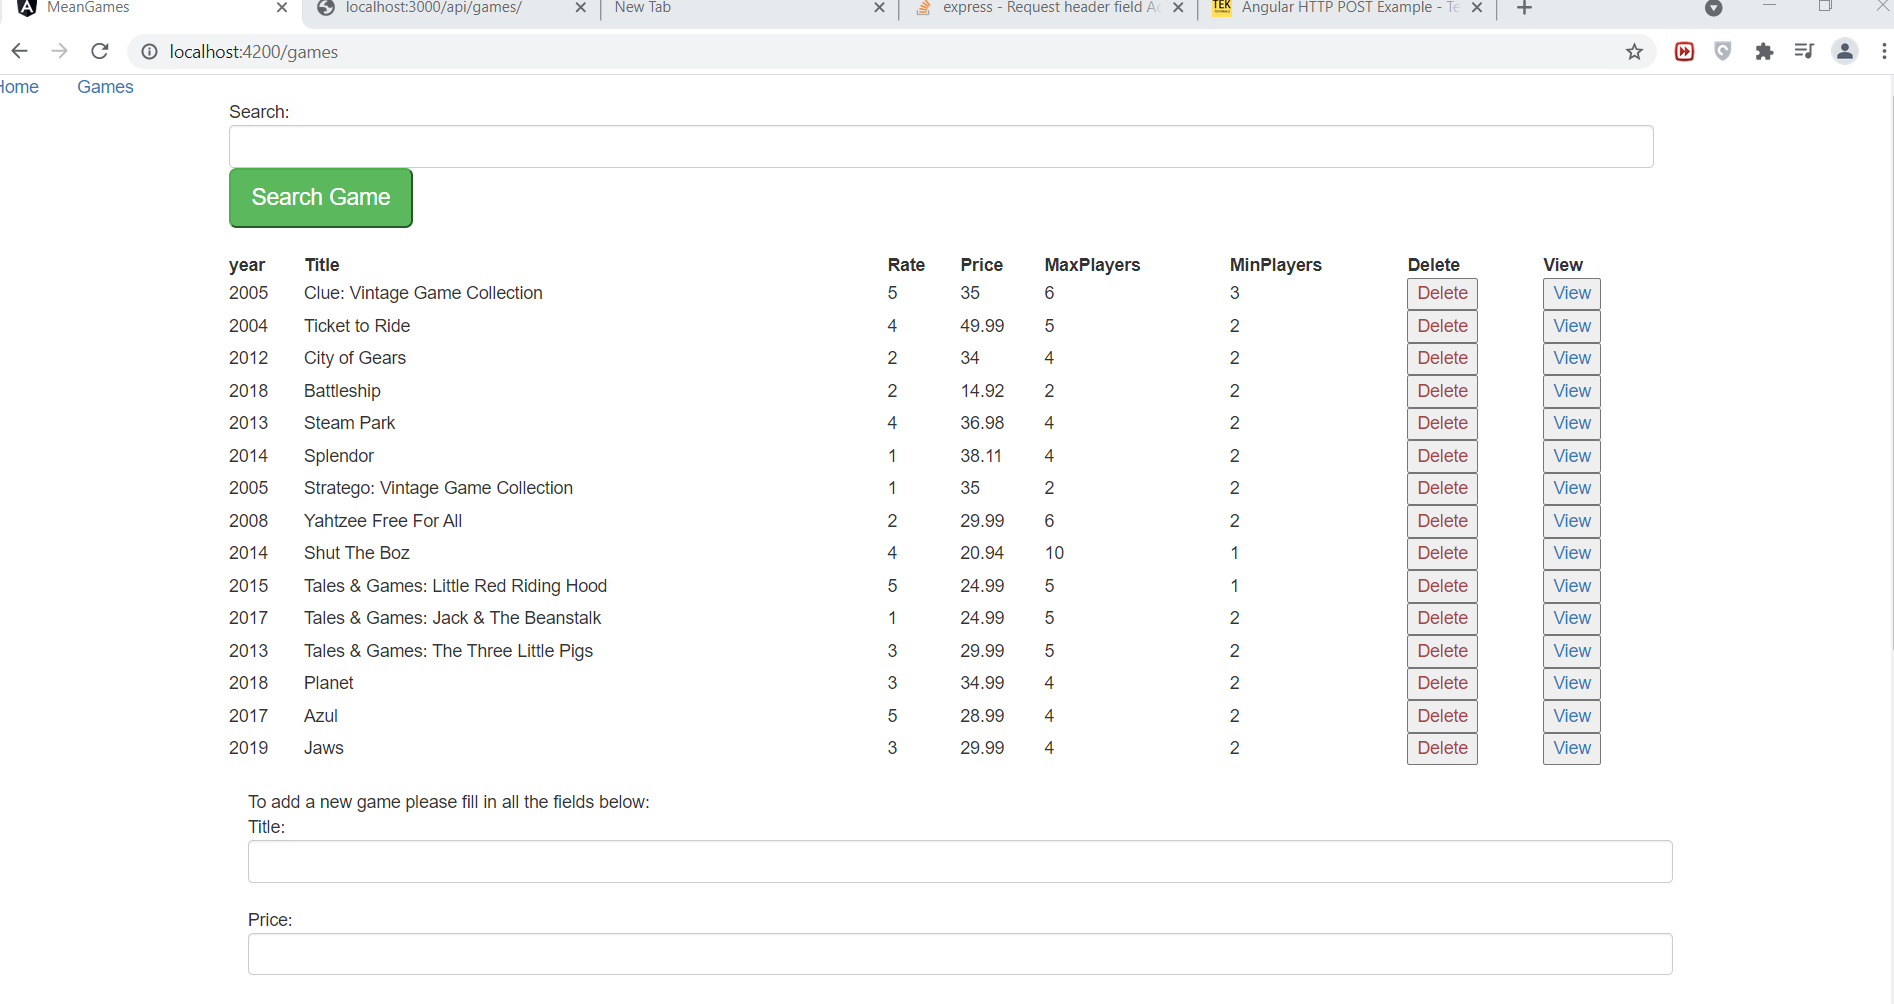 MeanGames localhost:3000/api/games/ New Tab express - Request header field Angular HTTP POST Example -
localhost:4200/games
Home Games
Search:
Search Game
year Title Rate Price MaxPlayers MinPlayers Delete View
2005 Clue: Vintage Game Collection 5 35 6 3 Delete View
2004 Ticket to Ride 4 49.99 5 2 Delete View
2012 City of Gears 2 34 4 2 Delete View
2018 Battleship 2 14.92 2 2 Delete View
2013 Steam Park 4 36.98 4 2 Delete View
2014 Splendor 1 38.11 4 2 Delete View
2005 Stratego: Vintage Game Collection 1 35 2 2 Delete View
2008 Yahtzee Free For All 2 29.99 6 2 Delete View
2014 Shut The Boz 4 20.94 10 1 Delete View
2015 Tales & Games: Little Red Riding Hood 5 24.99 5 1 Delete View
2017 Tales & Games: Jack & The Beanstalk 1 24.99 5 2 Delete View
2013 Tales & Games: The Three Little Pigs 3 29.99 5 2 Delete View
2018 Planet 3 34.99 4 2 Delete View
2017 Azul 5 28.99 4 2 Delete View
2019 Jaws 3 29.99 4 2 Delete View
To add a new game please fill in all the fields below:
Title:
Price: